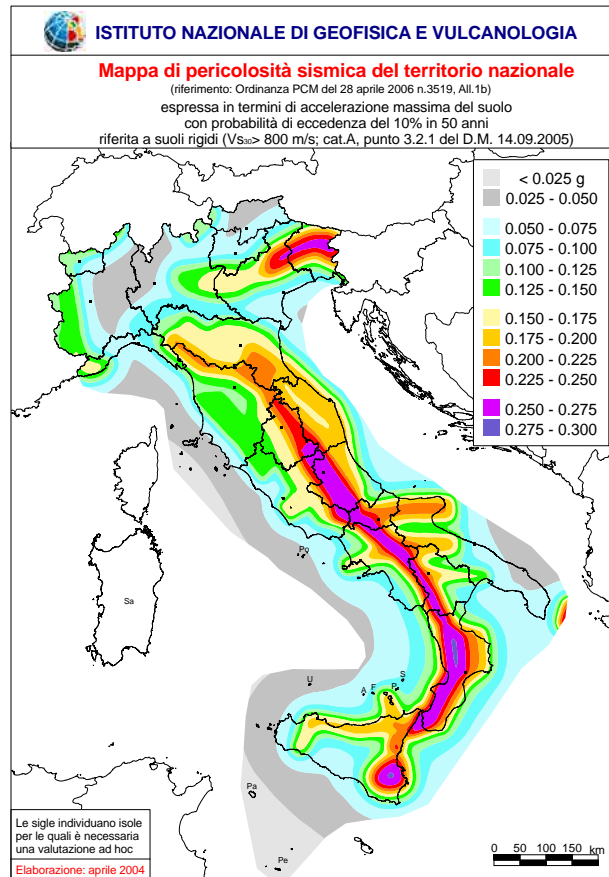 ISTITUTO NAZIONALE DI GEOFISICA E VULCANOLOGIA
Mappa di pericolosità sismica del territorio nazionale
(riferimento: Ordinanza PCM del 28 aprile 2006 n.3519, All.1b)
espressa in termini di accelerazione massima del suolo
con probabilità di eccedenza del 10% in 50 anni
riferita a suoli rigidi (Vs30> 800 m/s; cat.A, punto 3.2.1 del D.M. 14.09.2005)
< 0.025 g
0.025 - 0.050
0.050 - 0.075
0.075 - 0.100
0.100 - 0.125
0.125 - 0.150
0.150 - 0.175
0.175 - 0.200
0.200 - 0.225
0.225 - 0.250
0.250 - 0.275
0.275 - 0.300
Po
Sa
U
S
A
F
P
Pa
Pe
Le sigle individuano isole
per le quali è necessaria
una valutazione ad hoc
Elaborazione: aprile 2004
0 50 100 150 km